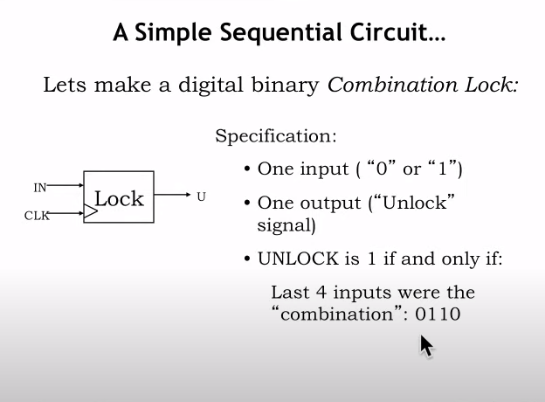 A Simple Sequential Circuit...
Lets make a digital binary Combination Lock:
Specification:
• One input ( “0” or “1”)
• One output (“Unlock”
signal)
• UNLOCK is 1 if and only if:
Last 4 inputs were the
“combination”: 0110
IN
CLK
Lock
U